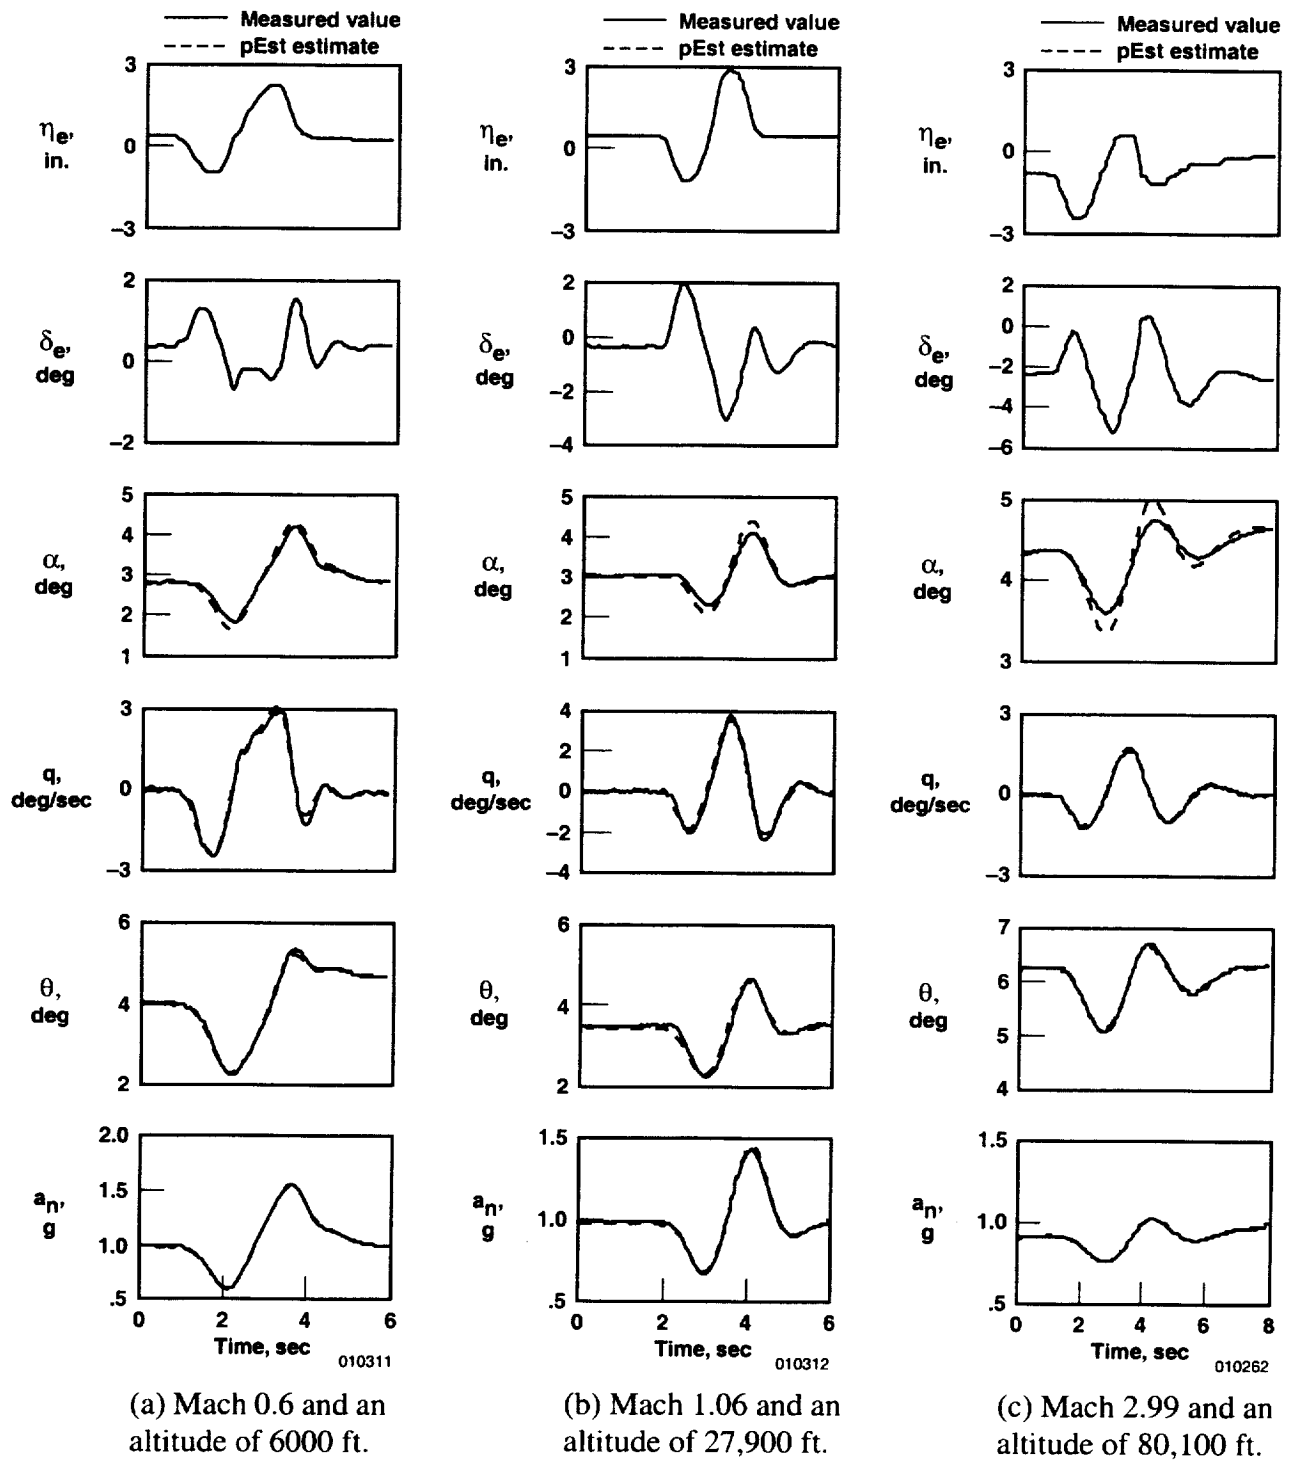 Measured value
pEst estimate
3
ηe,
in.
0
−3
2
δe,
deg
0
−2
5
4
α,
deg
3
2
1
3
q,
deg/sec
0
−3
6
θ,
deg
4
2
2.0
1.5
an,
g
1.0
.5
0 2 4 6
Time, sec
010311
(a) Mach 0.6 and an
altitude of 6000 ft.
Measured value
pEst estimate
3
ηe,
in.
0
−3
2
0
δe,
deg
−2
−4
5
4
α,
deg
3
2
1
4
2
q,
deg/sec
0
−2
−4
6
4
θ,
deg
2
1.5
an,
g
1.0
.5
0 2 4 6
Time, sec
010312
(b) Mach 1.06 and an
altitude of 27,900 ft.
Measured value
pEst estimate
3
ηe,
in.
0
−3
2
0
δe,
deg
−2
−4
−6
5
α,
deg
4
3
3
q,
deg/sec
0
−3
7
6
θ,
deg
5
4
1.5
an,
g
1.0
.5
0 2 4 6 8
Time, sec
010262
(c) Mach 2.99 and an
altitude of 80,100 ft.